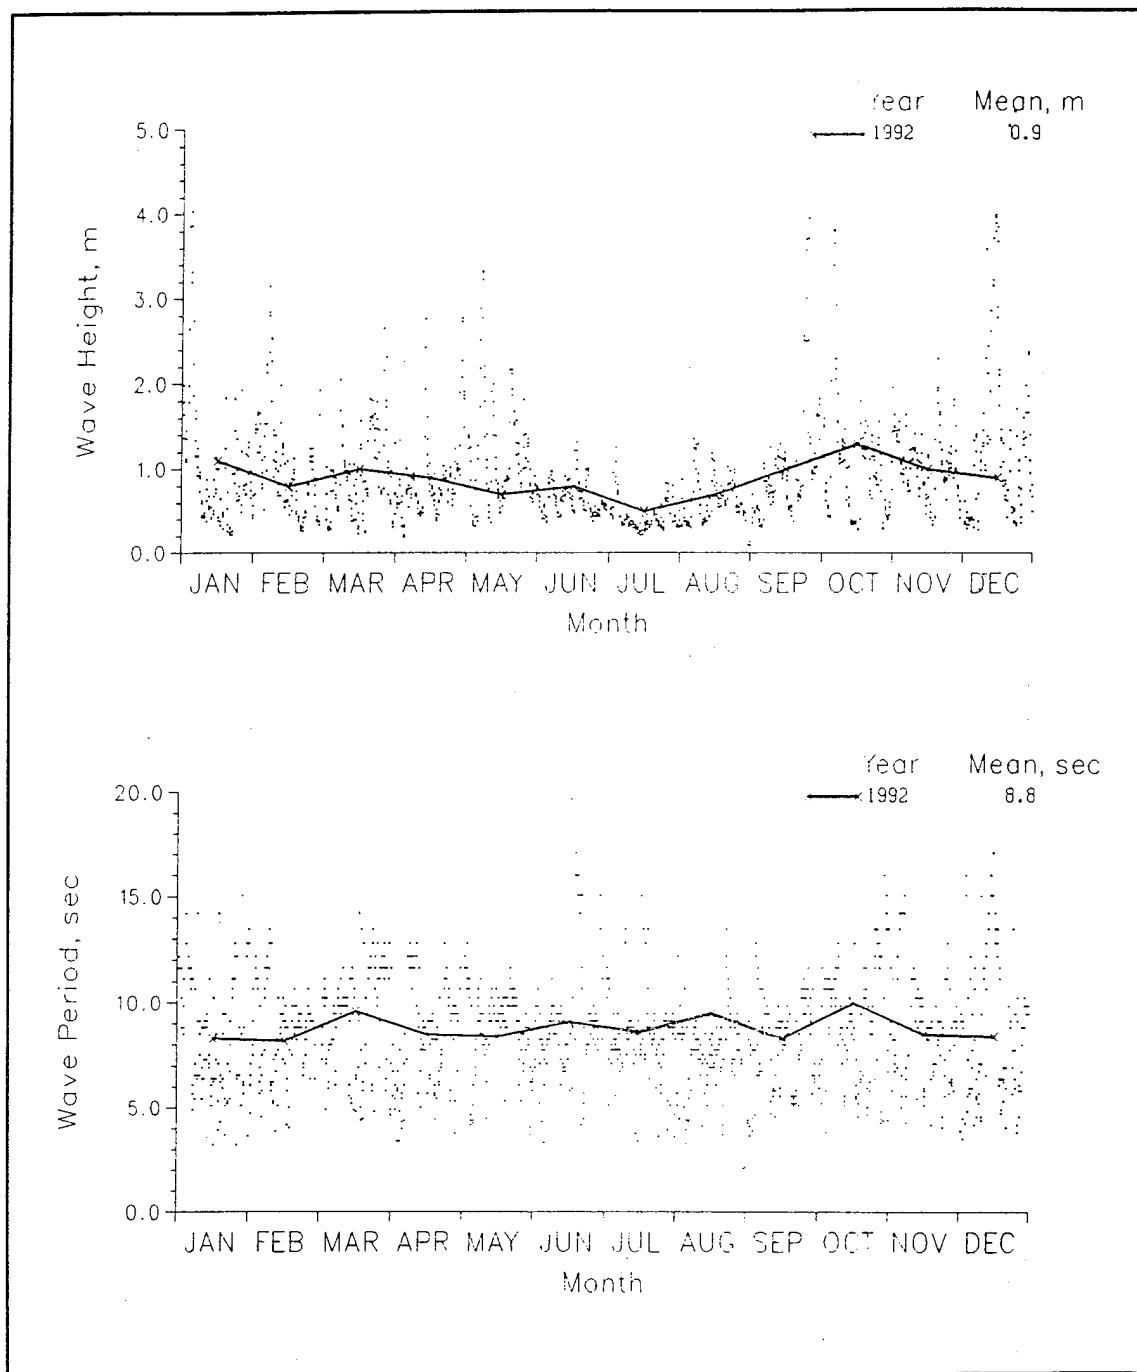 Year Mean, m
1992 0.9
5.0
4.0
3.0
2.0
1.0
0.0
Wave Height, m
JAN FEB MAR APR MAY JUN JUL AUG SEP OCT NOV DEC
Month
Year Mean, sec
1992 8.8
20.0
15.0
10.0
5.0
0.0
Wave Period, sec
JAN FEB MAR APR MAY JUN JUL AUG SEP OCT NOV DEC
Month